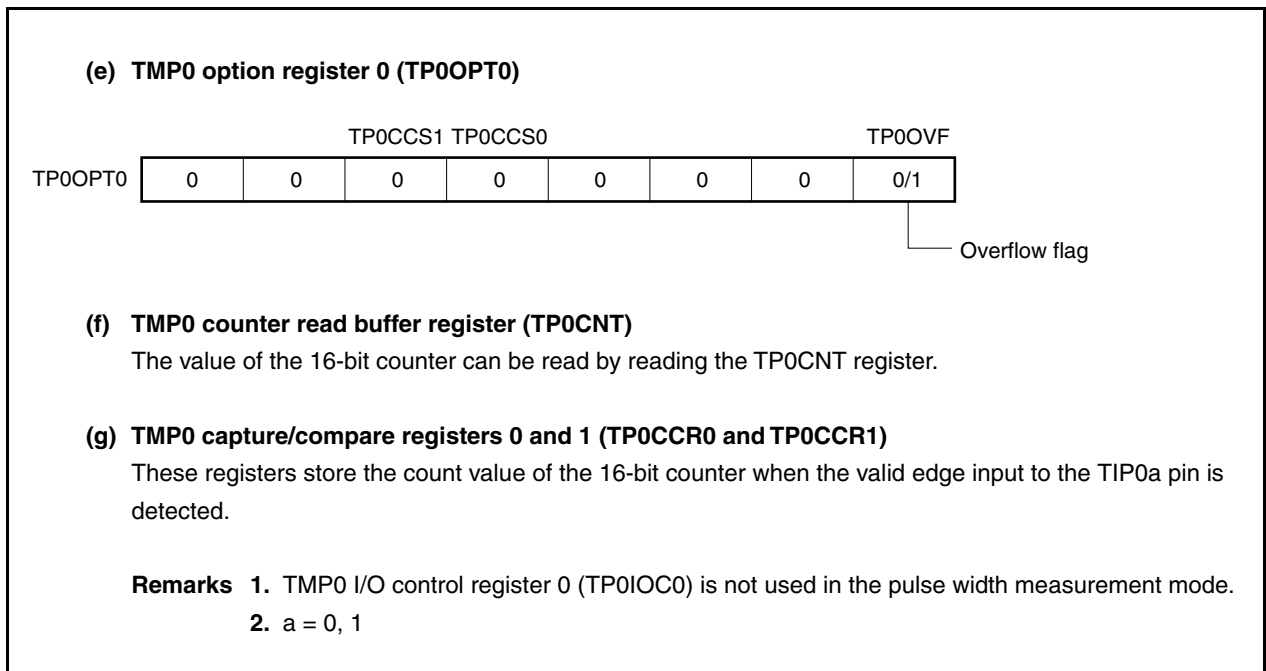 (e) TMP0 option register 0 (TP0OPT0)
TP0CCS1 TP0CCS0 TP0OVF
TP0OPT0 0 0 0 0 0 0 0 0/1
Overflow flag
(f) TMP0 counter read buffer register (TP0CNT)
The value of the 16-bit counter can be read by reading the TP0CNT register.
(g) TMP0 capture/compare registers 0 and 1 (TP0CCR0 and TP0CCR1)
These registers store the count value of the 16-bit counter when the valid edge input to the TIP0a pin is
detected.
Remarks 1. TMP0 I/O control register 0 (TP0IOC0) is not used in the pulse width measurement mode.
2. a = 0, 1